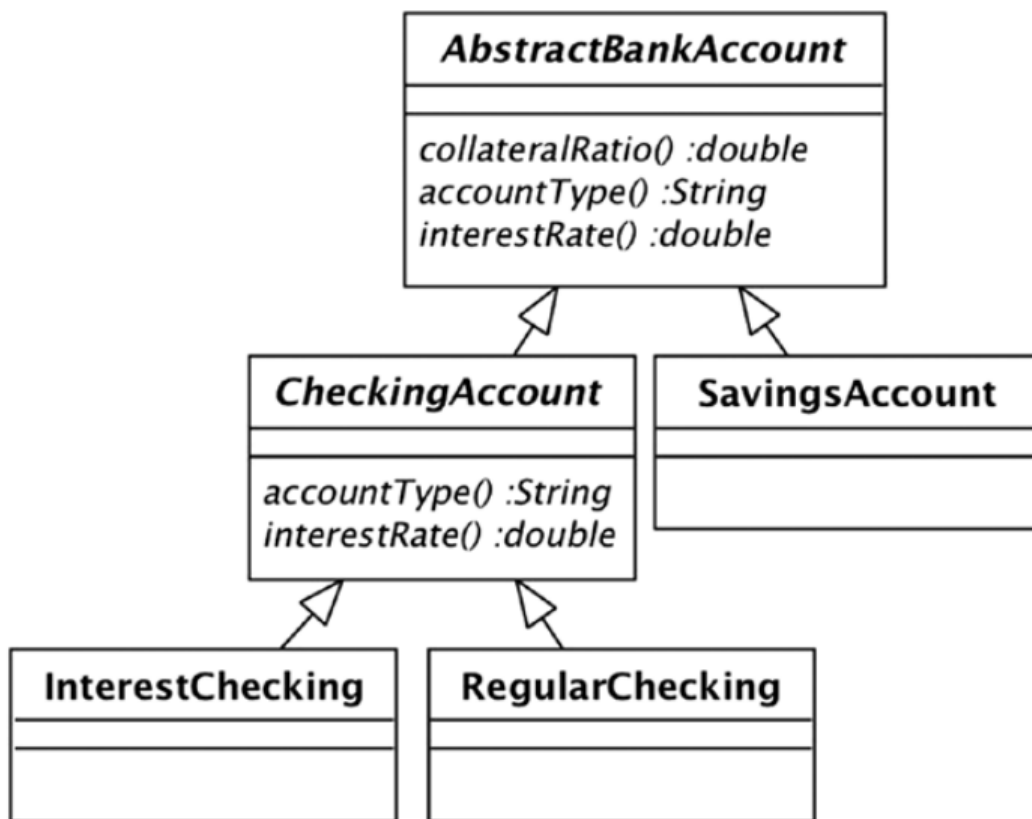 AbstractBankAccount
collateralRatio() :double
accountType() :String
interestRate() :double
CheckingAccount
accountType() :String
interestRate() :double
SavingsAccount
InterestChecking
RegularChecking